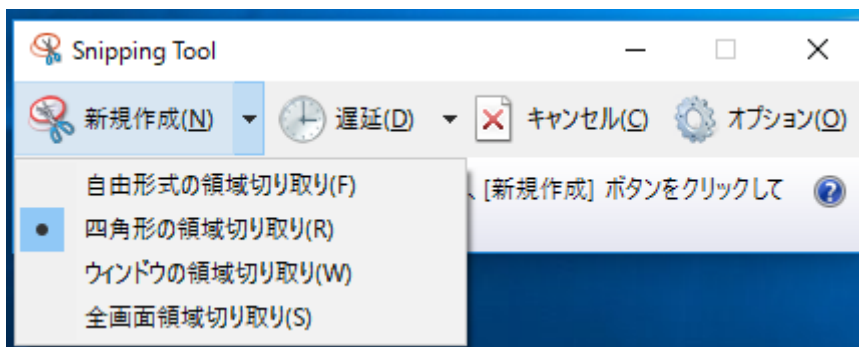 Snipping Tool
新規作成(N) 遅延(D) キャンセル(C) オプション(O)
自由形式の領域切り取り(F)
、[新規作成] ボタンをクリックして
四角形の領域切り取り(R)
ウィンドウの領域切り取り(W)
全画面領域切り取り(S)